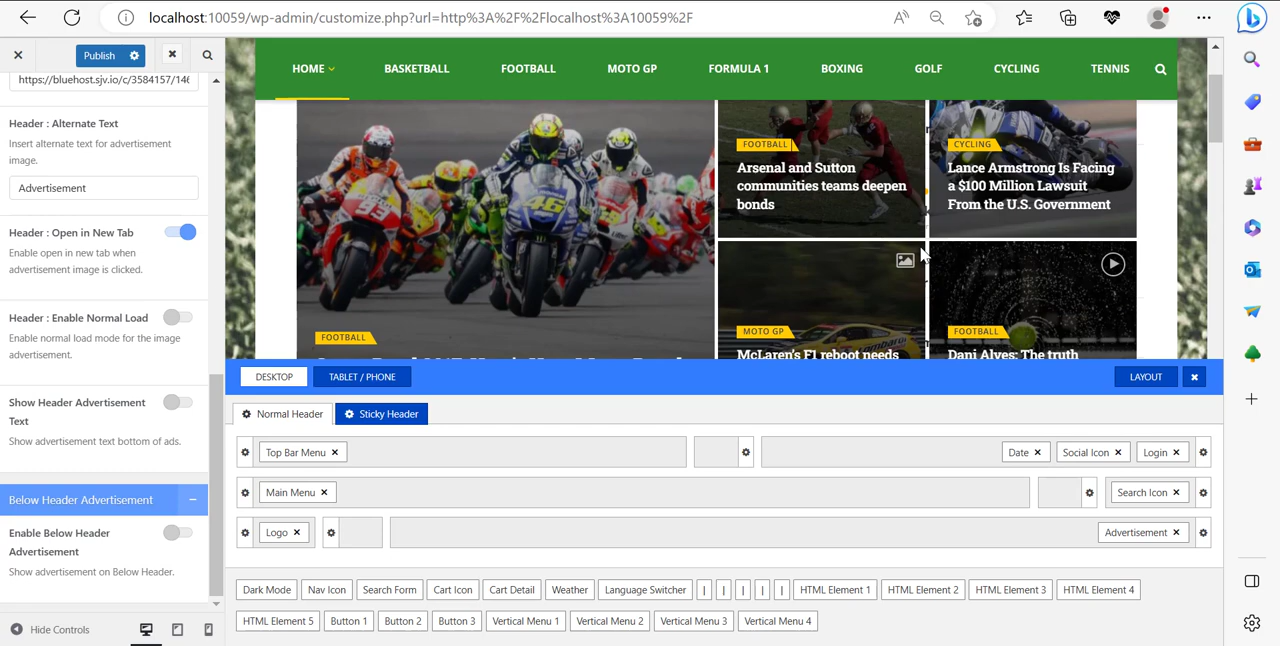 localhost:10059/wp-admin/customize.php?url=http%3A%2F%2Flocalhost%3A10059%2F
Publish
https://bluehost.sjv.io/c/3584157/146
Header : Alternate Text
Insert alternate text for advertisement
image.
Advertisement
Header : Open in New Tab
Enable open in new tab when
advertisement image is clicked.
Header : Enable Normal Load
Enable normal load mode for the image
advertisement.
Show Header Advertisement
Text
Show advertisement text bottom of ads.
Below Header Advertisement
Enable Below Header
Advertisement
Show advertisement on Below Header.
Hide Controls
HOME BASKETBALL FOOTBALL MOTO GP FORMULA 1 BOXING GOLF CYCLING TENNIS
FOOTBALL
FOOTBALL
Arsenal and Sutton
communities teams deepen
bonds
CYCLING
Lance Armstrong Is Facing
a $100 Million Lawsuit
From the U.S. Government
MOTO GP
McLaren's F1 reboot needs
FOOTBALL
Dani Alves: The truth
DESKTOP TABLET / PHONE LAYOUT
Normal Header Sticky Header
Top Bar Menu Date Social Icon Login
Main Menu Search Icon
Logo Advertisement
Dark Mode Nav Icon Search Form Cart Icon Cart Detail Weather Language Switcher | | | | | HTML Element 1 HTML Element 2 HTML Element 3 HTML Element 4
HTML Element 5 Button 1 Button 2 Button 3 Vertical Menu 1 Vertical Menu 2 Vertical Menu 3 Vertical Menu 4